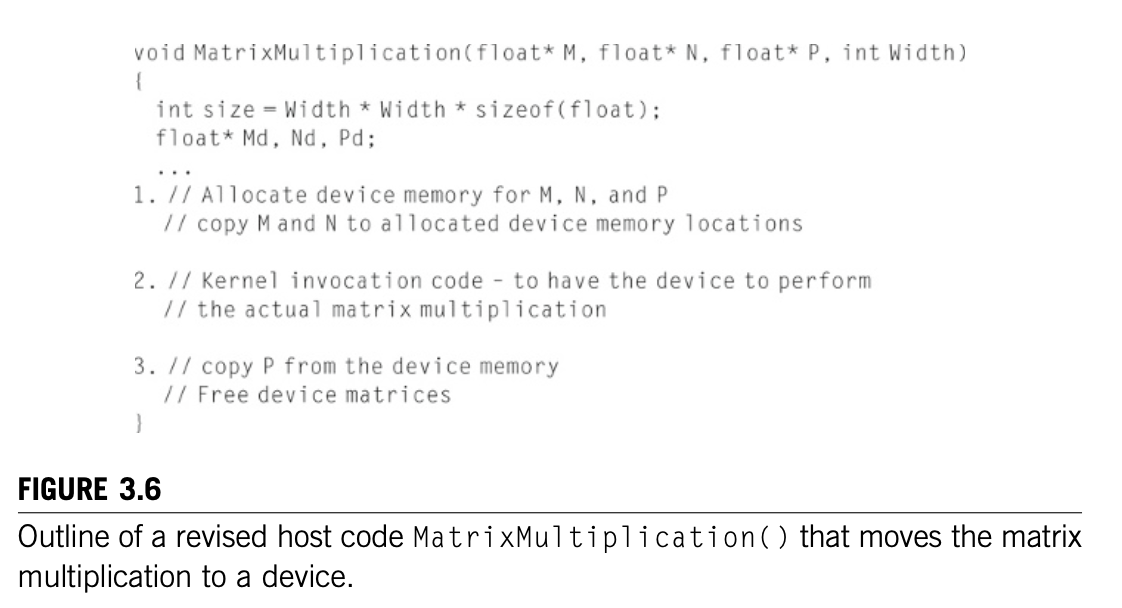 void MatrixMultiplication(float* M, float* N, float* P, int Width)
{
int size = Width * Width * sizeof(float);
float* Md, Nd, Pd;
...
1. // Allocate device memory for M, N, and P
// copy M and N to allocated device memory locations
2. // Kernel invocation code - to have the device to perform
// the actual matrix multiplication
3. // copy P from the device memory
// Free device matrices
}
FIGURE 3.6
Outline of a revised host code MatrixMultiplication() that moves the matrix
multiplication to a device.